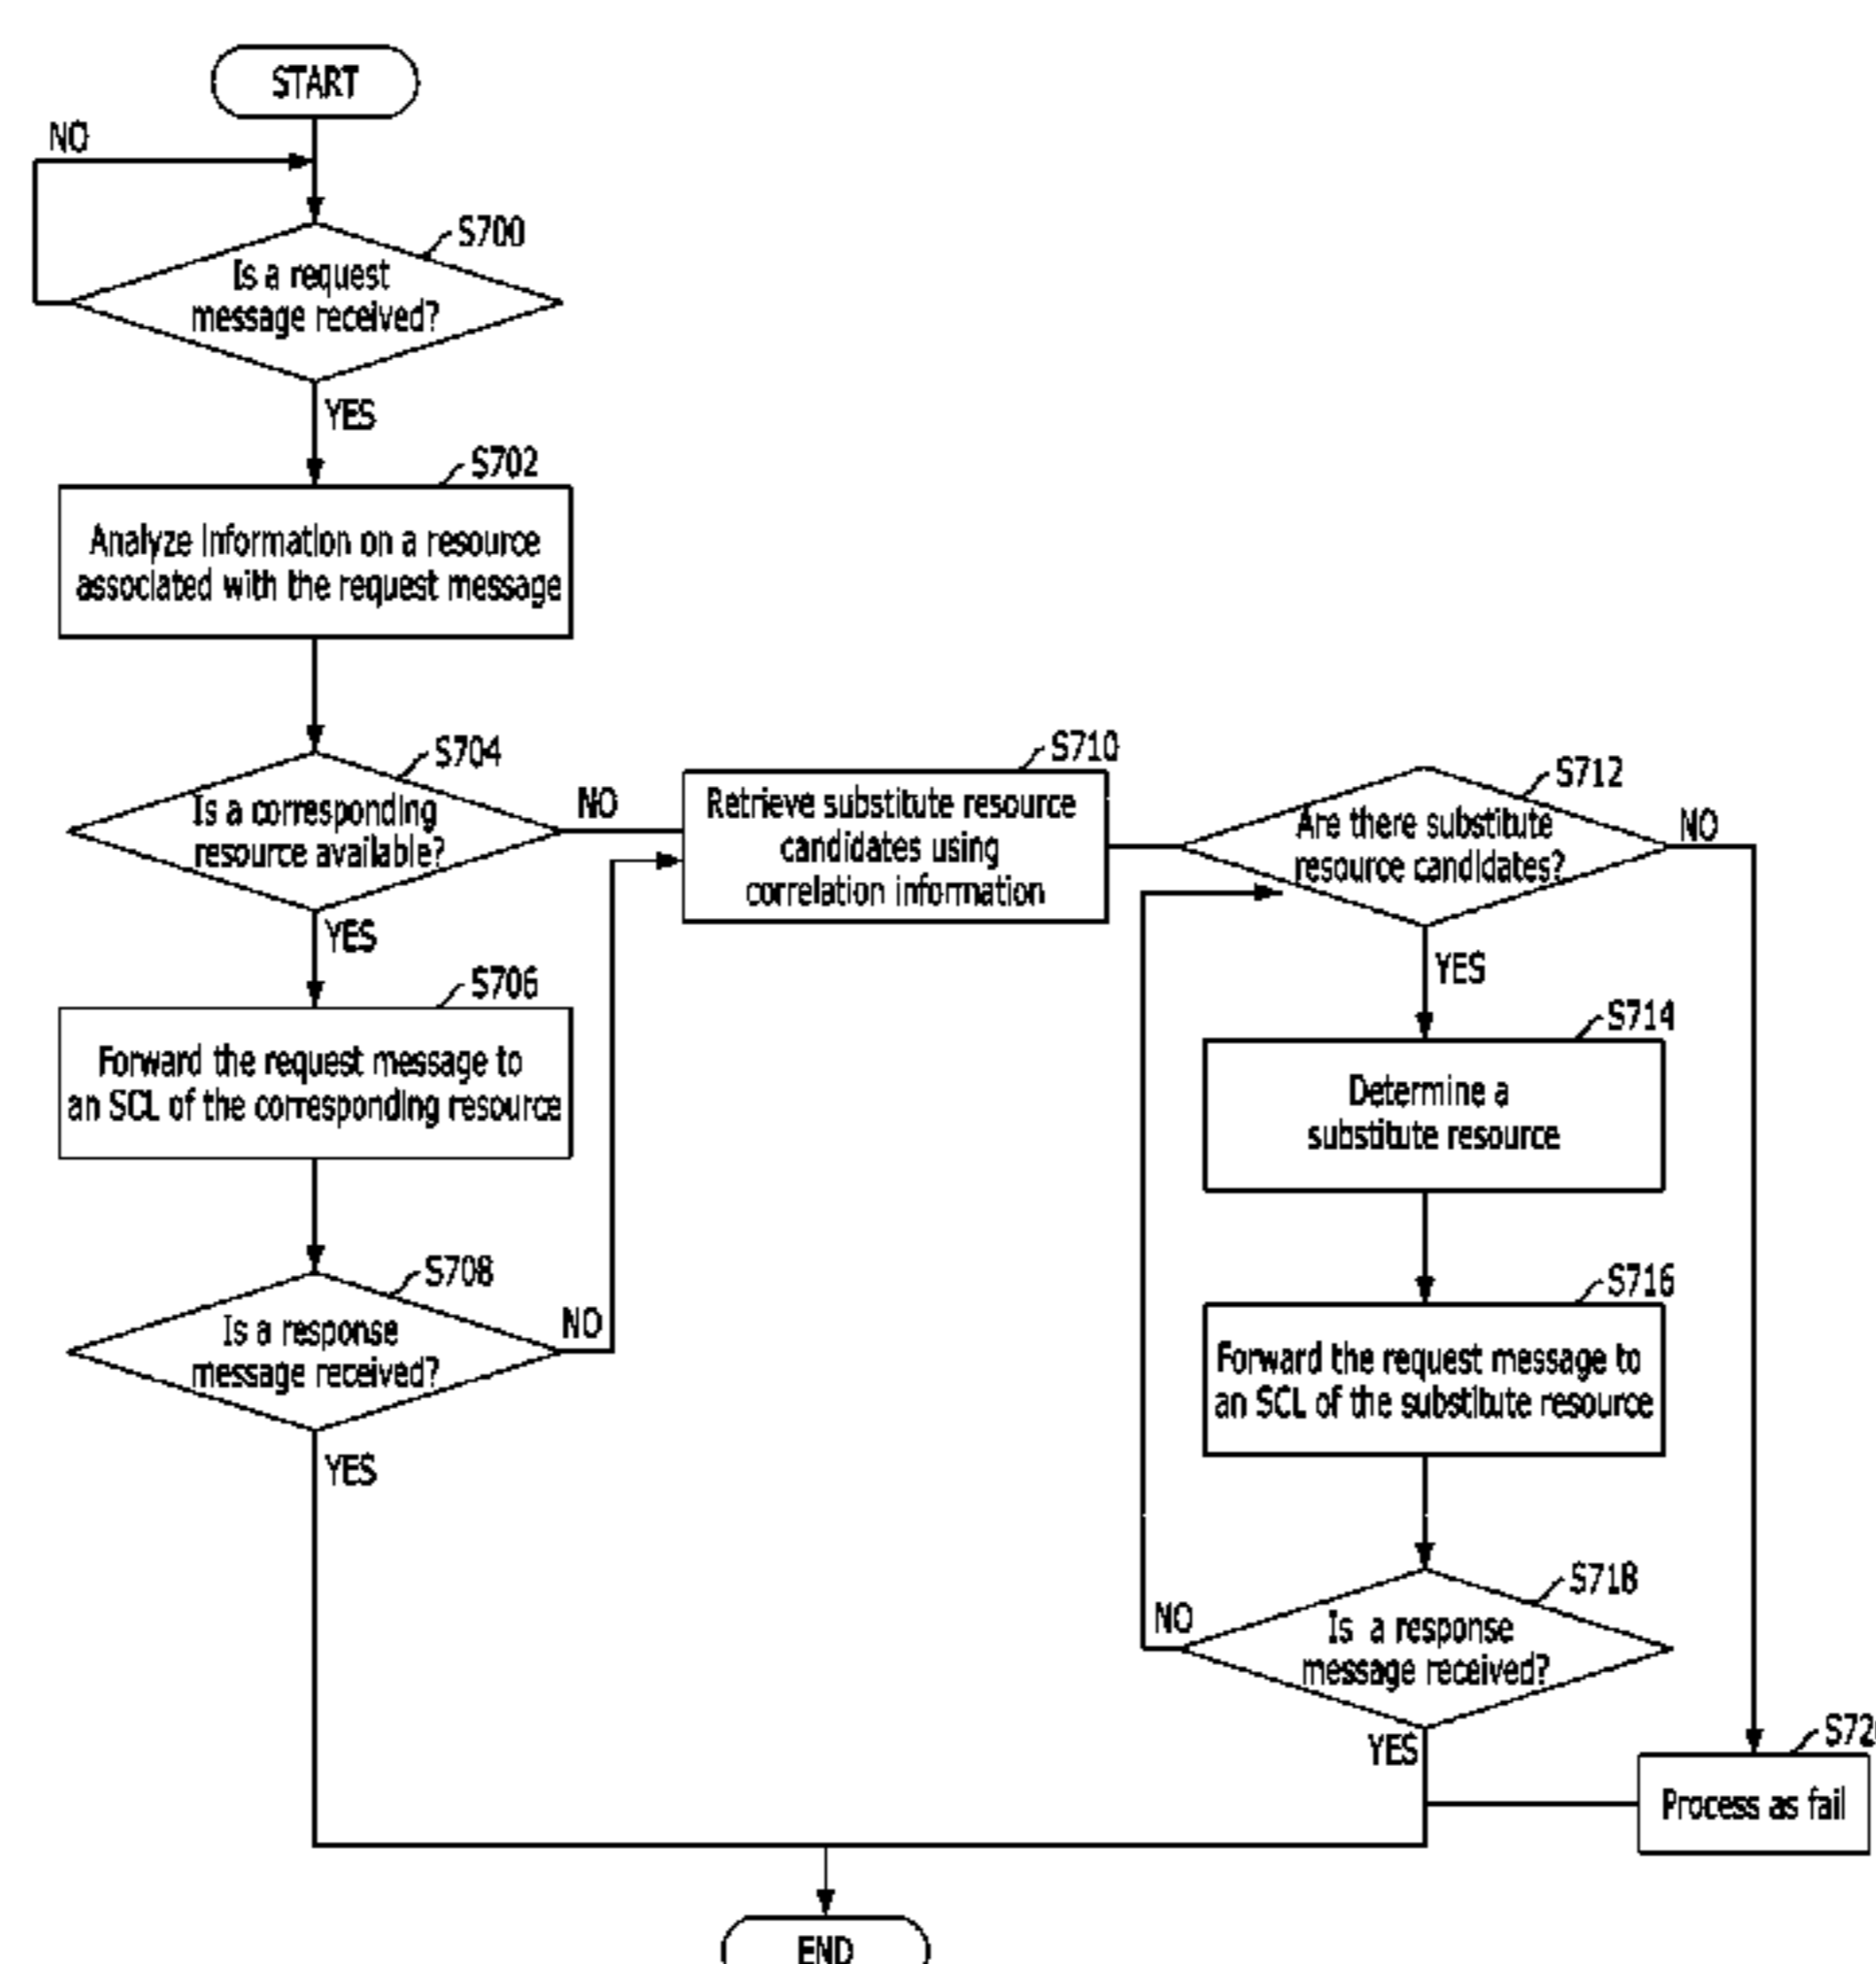 START
NO
S700
Is a request
message received?
YES
S702
Analyze information on a resource
associated with the request message
S704
Is a corresponding
resource available?
NO
YES
S706
Forward the request message to
an SCL of the corresponding resource
S708
Is a response
message received?
NO
YES
S710
Retrieve substitute resource
candidates using
correlation information
S712
Are there substitute
resource candidates?
NO
YES
S714
Determine a
substitute resource
S716
Forward the request message to
an SCL of the substitute resource
S718
Is a response
message received?
NO
YES
S72
Process as fail
END